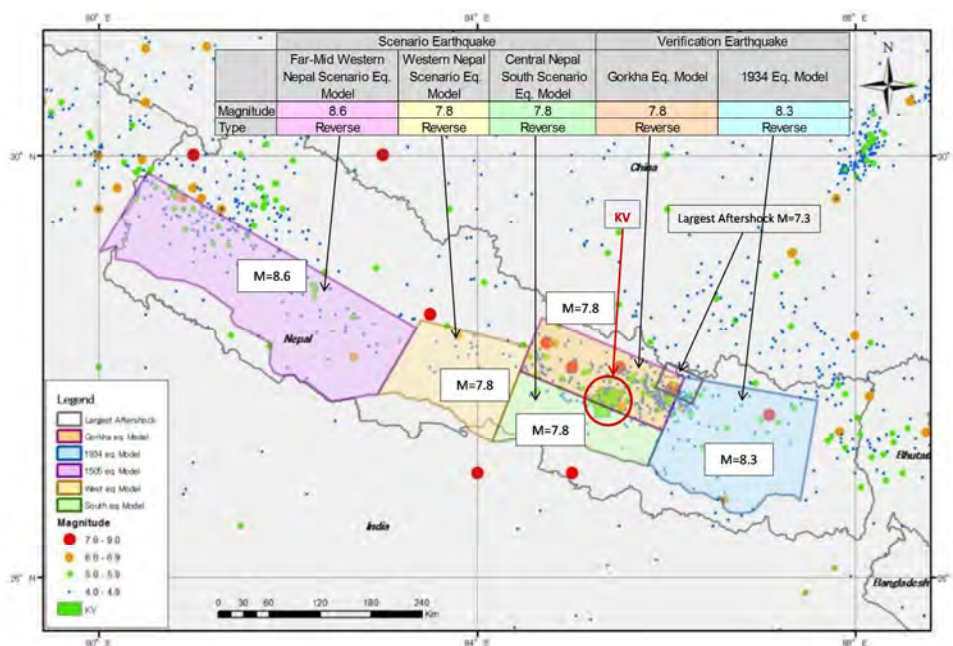 80° E
84°
88°
Scenario Earthquake
Verification Earthquake
Far-Mid Western Nepal Scenario Eq. Model
Western Nepal Scenario Eq. Model
Central Nepal South Scenario Eq. Model
Gorkha Eq. Model
1934 Eq. Model
Magnitude 8.6 7.8 7.8 7.8 8.3
Type Reverse Reverse Reverse Reverse Reverse
N
30° N
30°
China
KV
Largest Aftershock M=7.3
M=8.6
M=7.8
Nepal
M=7.8
M=7.8
M=8.3
India
Bangladesh
Legend
Largest Aftershock
Gorkha eq. Model
1934 eq. Model
1505 eq. Model
West eq. Model
South eq. Model
Magnitude
7.0 - 9.0
6.0 - 6.9
5.0 - 5.9
4.0 - 4.9
KV
0 30 60 120 180 240
Km
84°